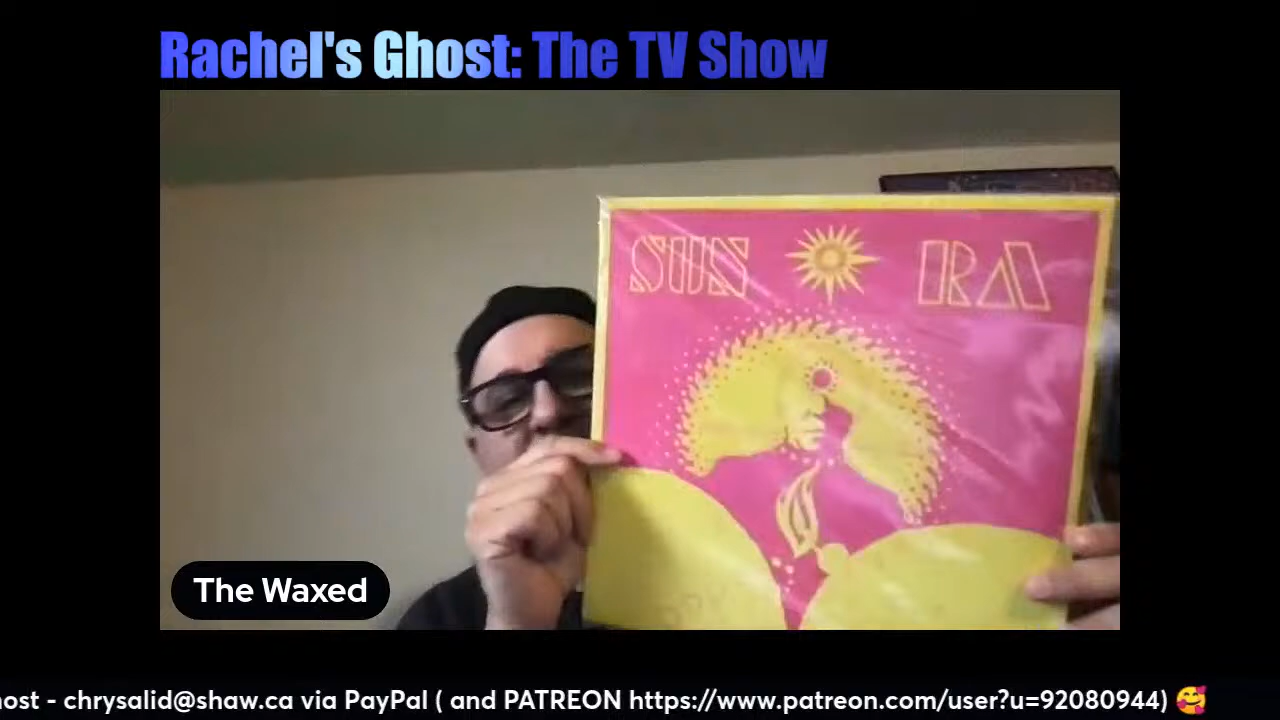 Rachel's Ghost: The TV Show
SUN RA
The Waxed
ost - chrysalid@shaw.ca via PayPal ( and PATREON https://www.patreon.com/user?u=92080944) 🥰